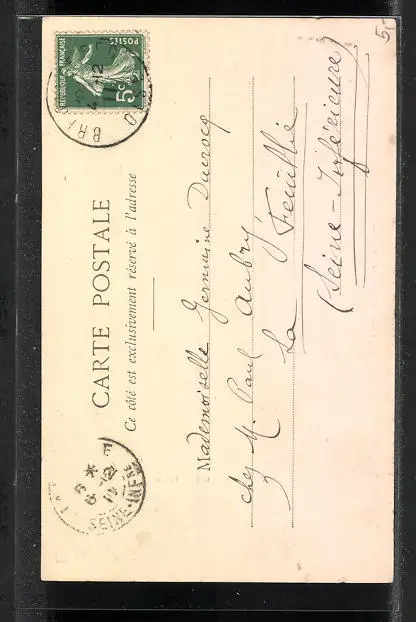 5,-
REPUBLIQUE FRANÇAISE
POSTES
5c
CARTE POSTALE
Ce côté est exclusivement réservé à l'adresse
Mademoiselle Germaine Ducrocq
chez M. Paul Aubry
La Feuillie
(Seine-Inférieure)
SEINE-INFRE